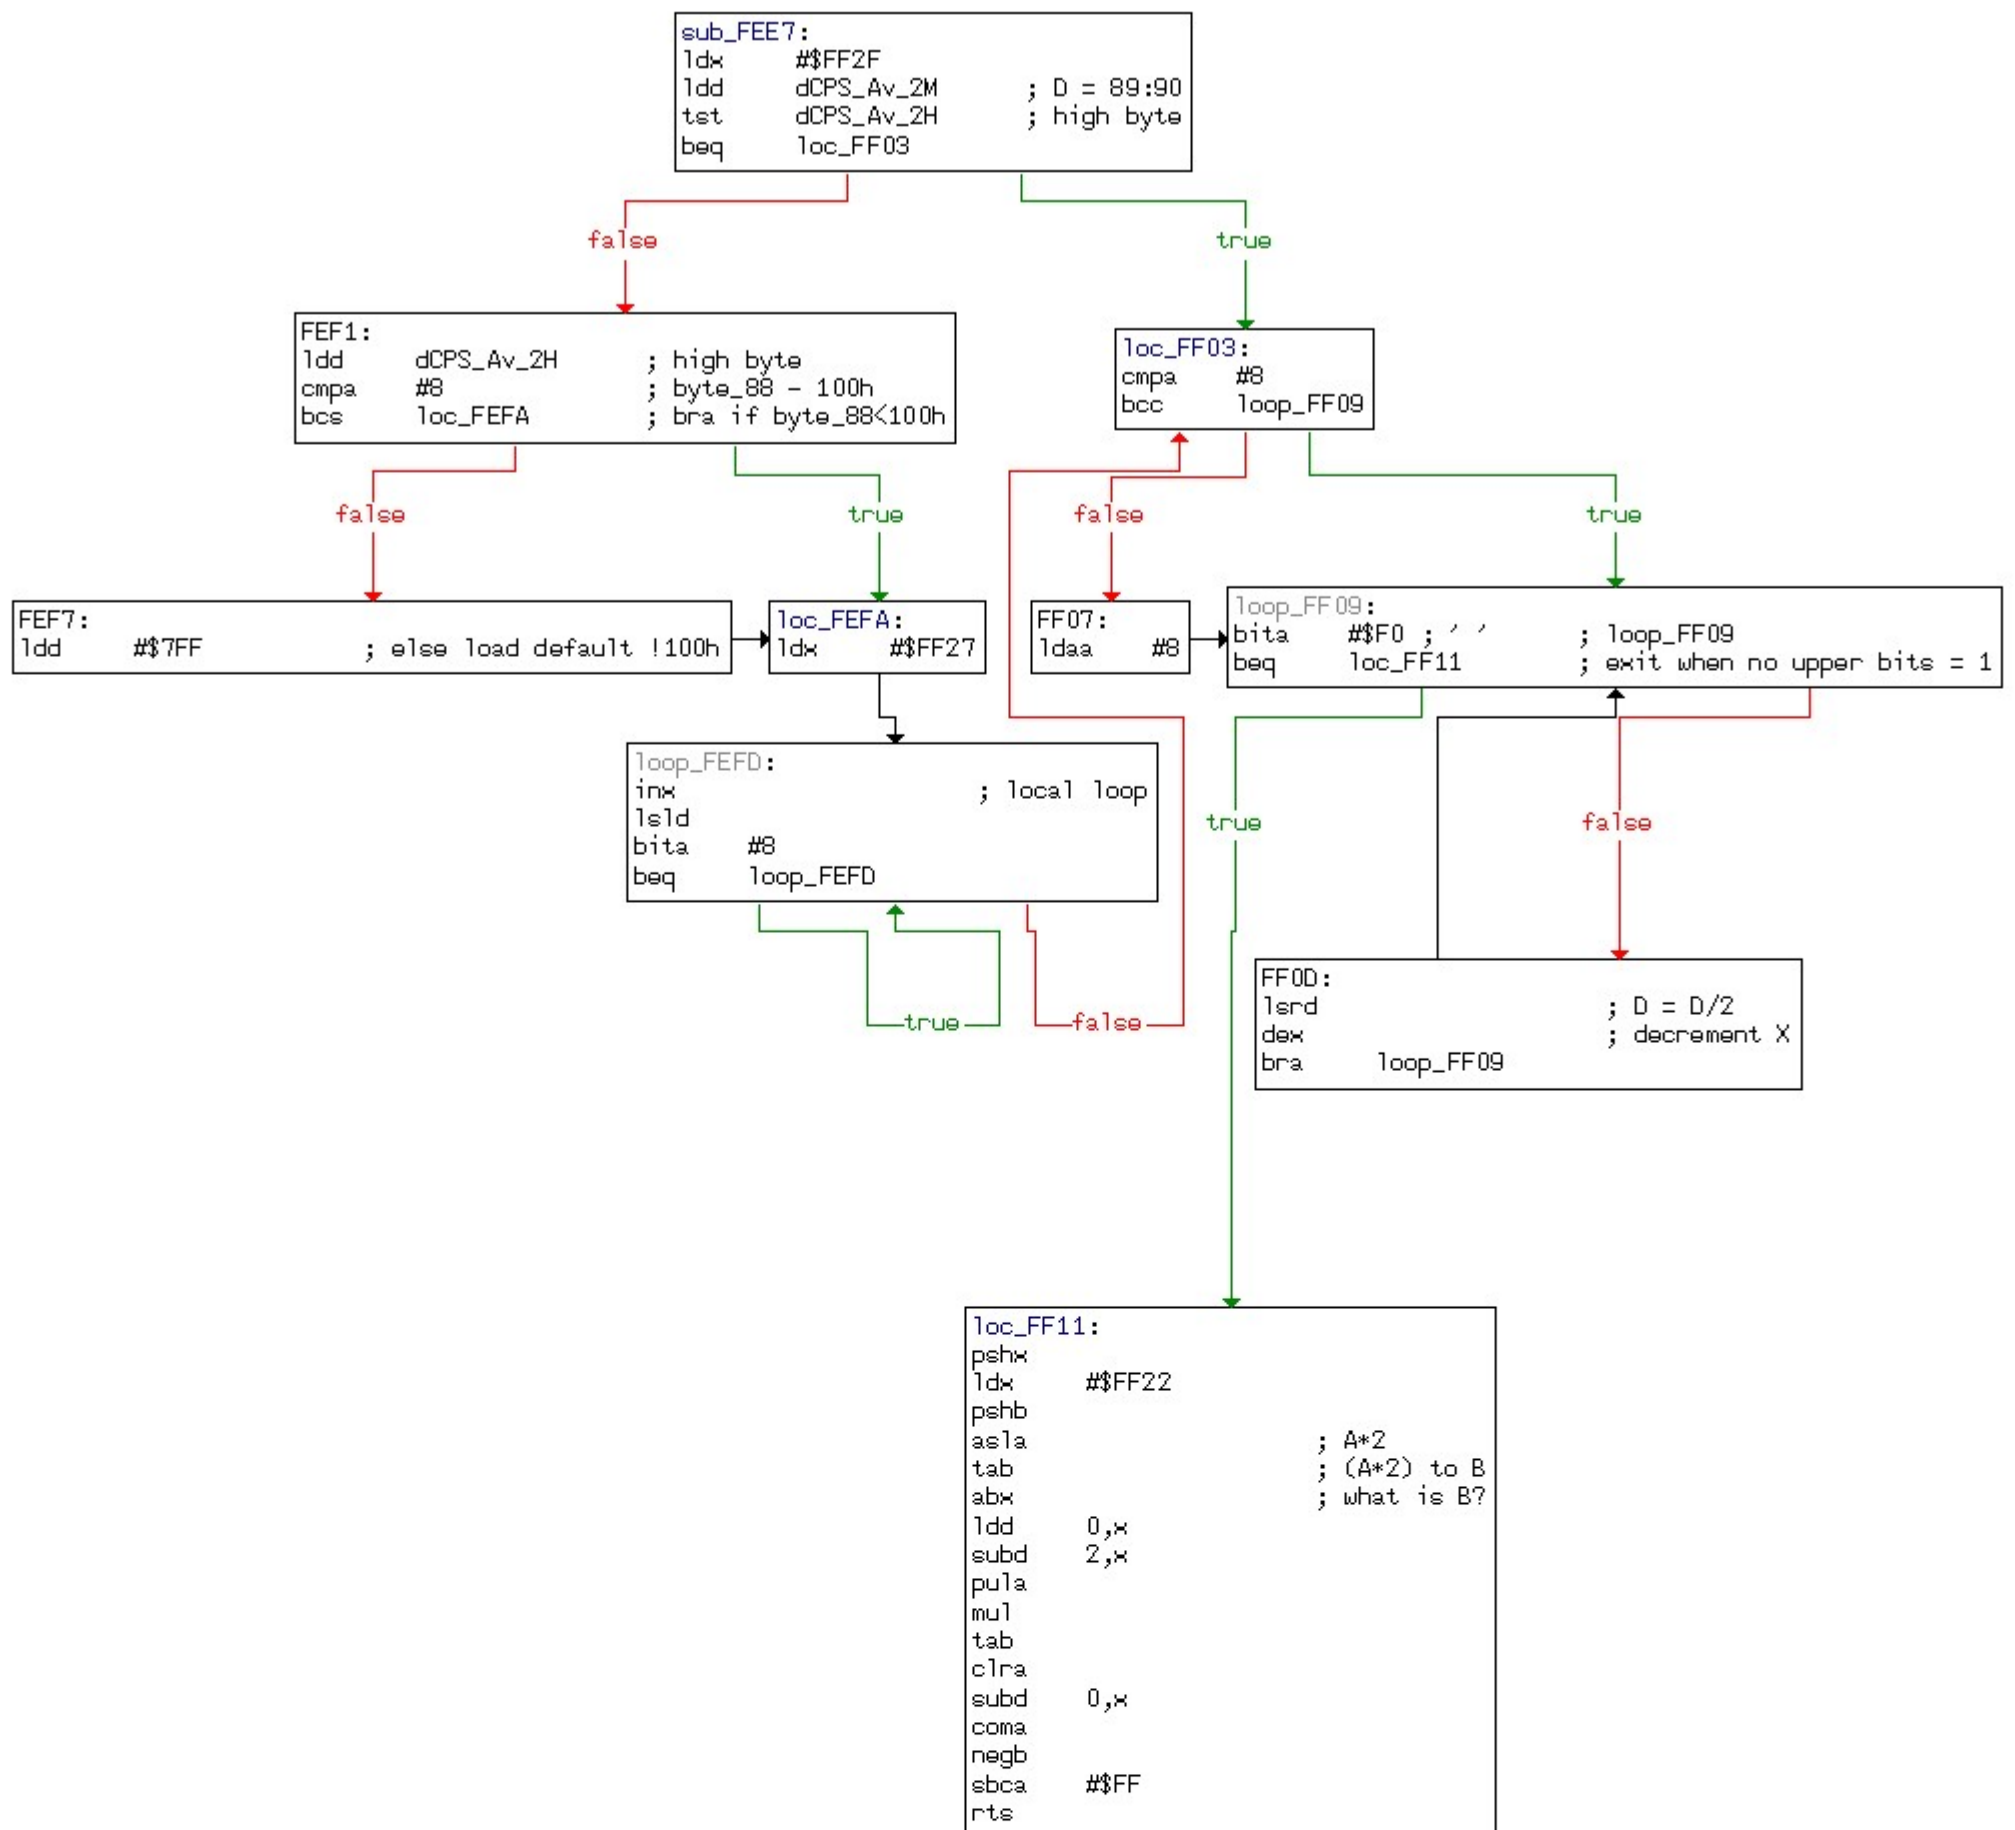 sub_FEE7:
ldx #$FF2F
ldd dCPS_Av_2M ; D = 89:90
tst dCPS_Av_2H ; high byte
beq loc_FF03
false
true
FEF1:
ldd dCPS_Av_2H ; high byte
cmpa #8 ; byte_88 - 100h
bcs loc_FEFA ; bra if byte_88<100h
loc_FF03:
cmpa #8
bcc loop_FF09
false
true
false
true
FEF7:
ldd #$7FF ; else load default !100h
loc_FEFA:
ldx #$FF27
FF07:
ldaa #8
loop_FF09:
bita #$F0 ; ' ' ; loop_FF09
beq loc_FF11 ; exit when no upper bits = 1
loop_FEFD:
inx ; local loop
lsld
bita #8
beq loop_FEFD
true
false
true
false
FF0D:
lsrd ; D = D/2
dex ; decrement X
bra loop_FF09
loc_FF11:
pshx
ldx #$FF22
pshb
asla ; A*2
tab ; (A*2) to B
abx ; what is B?
ldd 0,x
subd 2,x
pula
mul
tab
clra
subd 0,x
coma
negb
sbca #$FF
rts